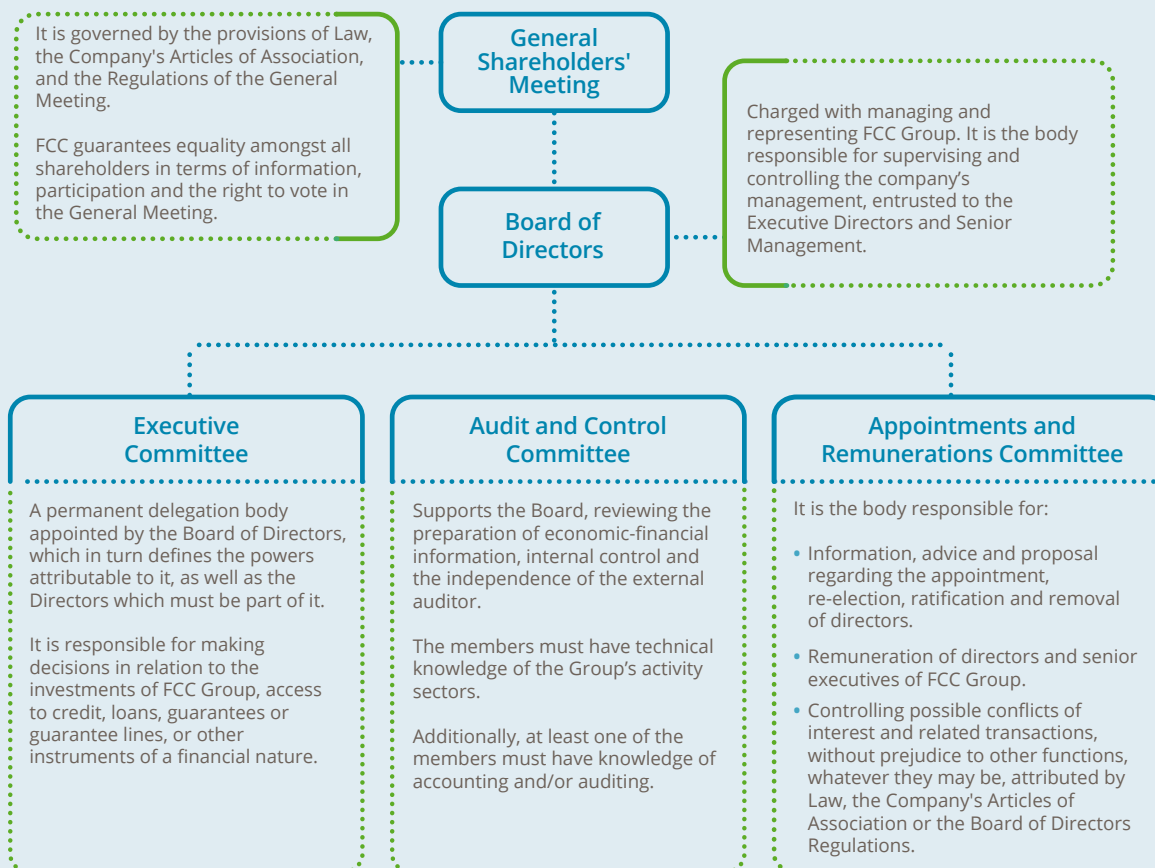 It is governed by the provisions of Law,
the Company's Articles of Association,
and the Regulations of the General
Meeting.
FCC guarantees equality amongst all
shareholders in terms of information,
participation and the right to vote in
the General Meeting.
General
Shareholders'
Meeting
Charged with managing and
representing FCC Group. It is the body
responsible for supervising and
controlling the company’s
management, entrusted to the
Executive Directors and Senior
Management.
Board of
Directors
Executive
Committee
A permanent delegation body
appointed by the Board of Directors,
which in turn defines the powers
attributable to it, as well as the
Directors which must be part of it.
It is responsible for making
decisions in relation to the
investments of FCC Group, access
to credit, loans, guarantees or
guarantee lines, or other
instruments of a financial nature.
Audit and Control
Committee
Supports the Board, reviewing the
preparation of economic-financial
information, internal control and
the independence of the external
auditor.
The members must have technical
knowledge of the Group’s activity
sectors.
Additionally, at least one of the
members must have knowledge of
accounting and/or auditing.
Appointments and
Remunerations Committee
It is the body responsible for:
• Information, advice and proposal
regarding the appointment,
re-election, ratification and removal
of directors.
• Remuneration of directors and senior
executives of FCC Group.
• Controlling possible conflicts of
interest and related transactions,
without prejudice to other functions,
whatever they may be, attributed by
Law, the Company's Articles of
Association or the Board of Directors
Regulations.